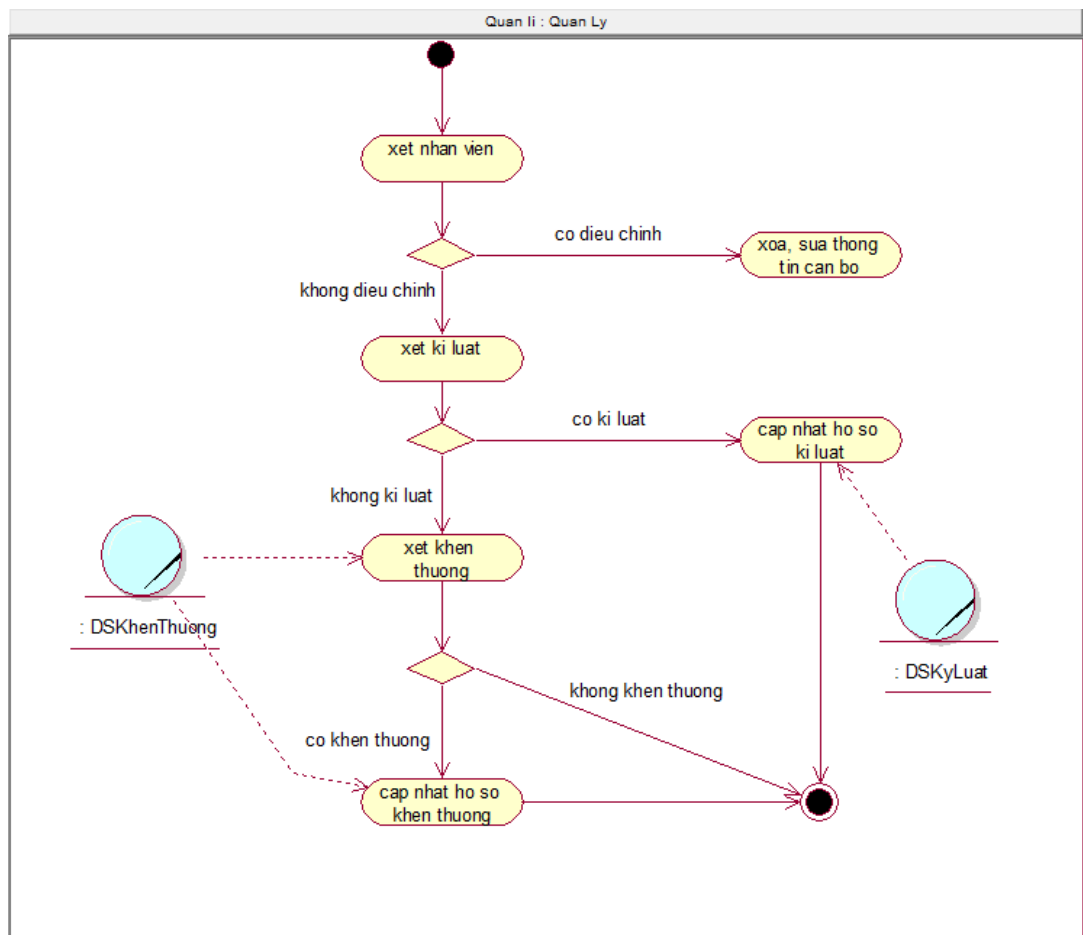 Quan li : Quan Ly
xet nhan vien
co dieu chinh
xoa, sua thong
tin can bo
khong dieu chinh
xet ki luat
co ki luat
cap nhat ho so
ki luat
khong ki luat
xet khen
thuong
: DSKhenThuong
: DSKyLuat
khong khen thuong
co khen thuong
cap nhat ho so
khen thuong